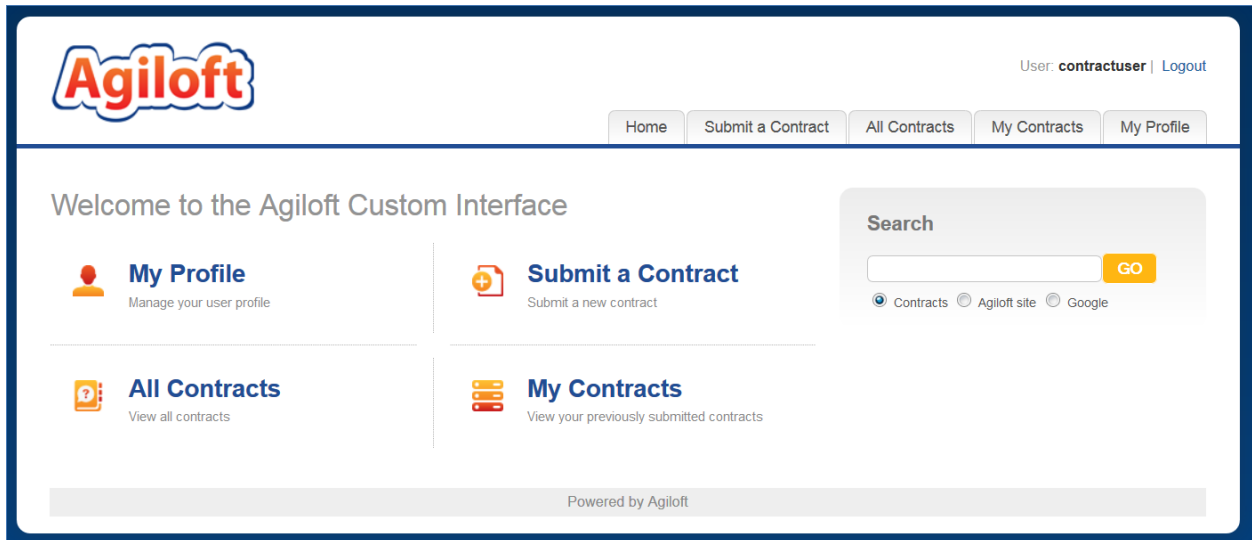 Agiloft
User: contractuser | Logout
Home Submit a Contract All Contracts My Contracts My Profile
Welcome to the Agiloft Custom Interface
My Profile
Manage your user profile
Submit a Contract
Submit a new contract
All Contracts
View all contracts
My Contracts
View your previously submitted contracts
Search
GO
Contracts Agiloft site Google
Powered by Agiloft